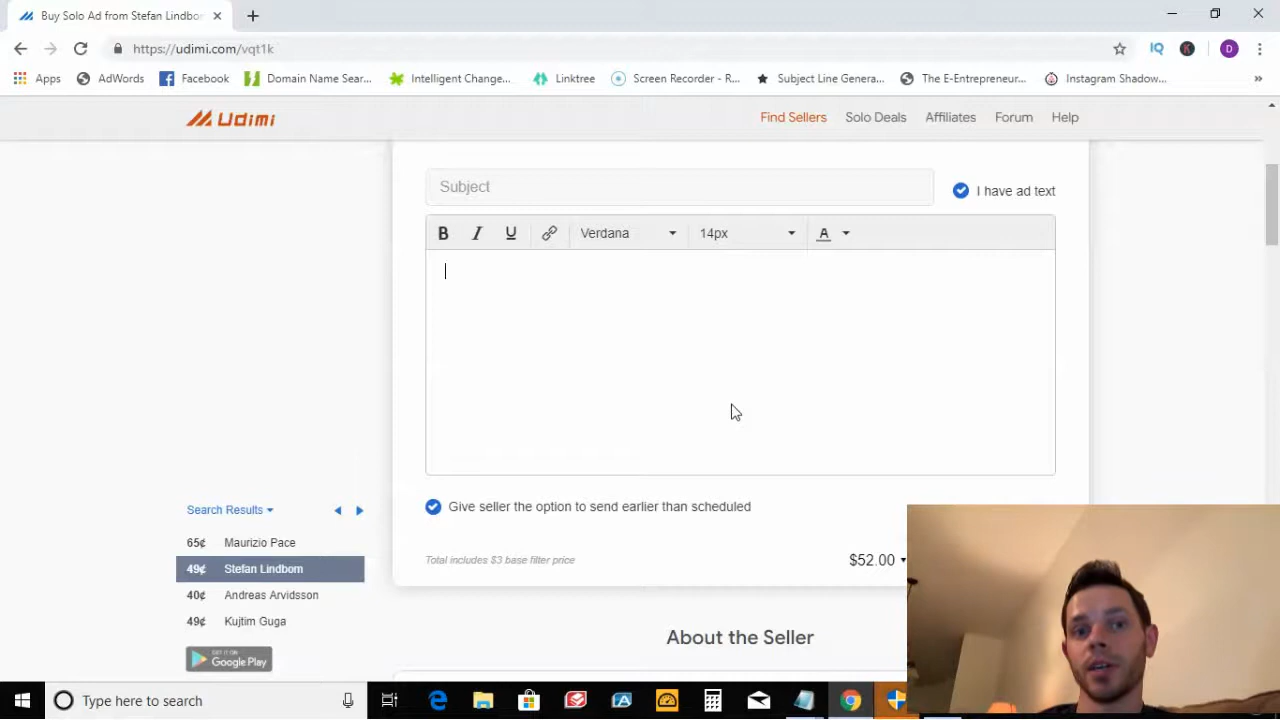 Buy Solo Ad from Stefan Lindbor
https://udimi.com/vqt1k
Apps
AdWords
Facebook
Domain Name Sear...
Intelligent Change...
Linktree
Screen Recorder - R...
Subject Line Genera...
The E-Entrepreneur...
Instagram Shadow...
»
IQ
K
D
Udimi
Find Sellers
Solo Deals
Affiliates
Forum
Help
Subject
I have ad text
B I U Verdana 14px A
Give seller the option to send earlier than scheduled
Total includes $3 base filter price
$52.00
Search Results
65¢ Maurizio Pace
49¢ Stefan Lindbom
40¢ Andreas Arvidsson
49¢ Kujtim Guga
GET IT ON
Google Play
About the Seller
Type here to search